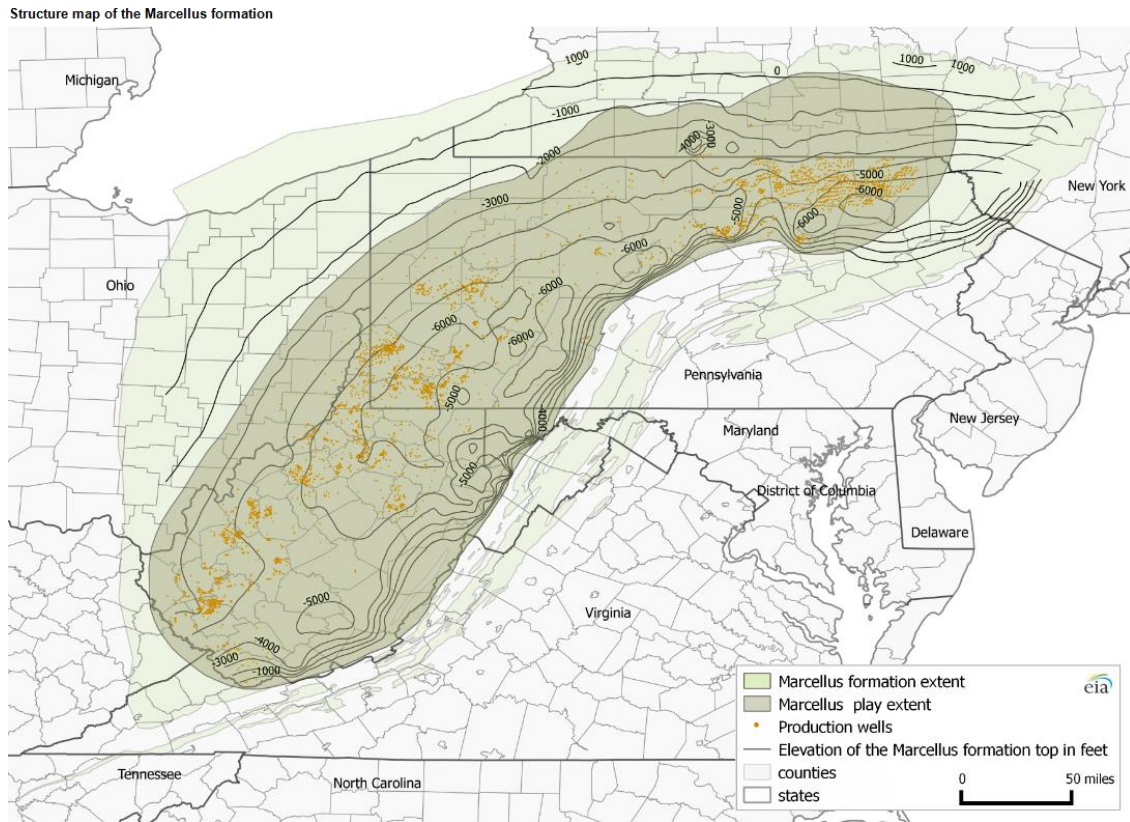 Structure map of the Marcellus formation
Michigan
1000
0
1000
1000
-1000
-3000
-4000
-2000
-5000
New York
-6000
-3000
-5000
-6000
-6000
Ohio
-6000
-6000
-6000
-5000
Pennsylvania
-4000
Maryland
New Jersey
-5000
District of Columbia
Delaware
-5000
Virginia
-4000
-3000
-1000
Marcellus formation extent
eia
Marcellus play extent
Production wells
Elevation of the Marcellus formation top in feet
counties
0 50 miles
states
Tennessee
North Carolina